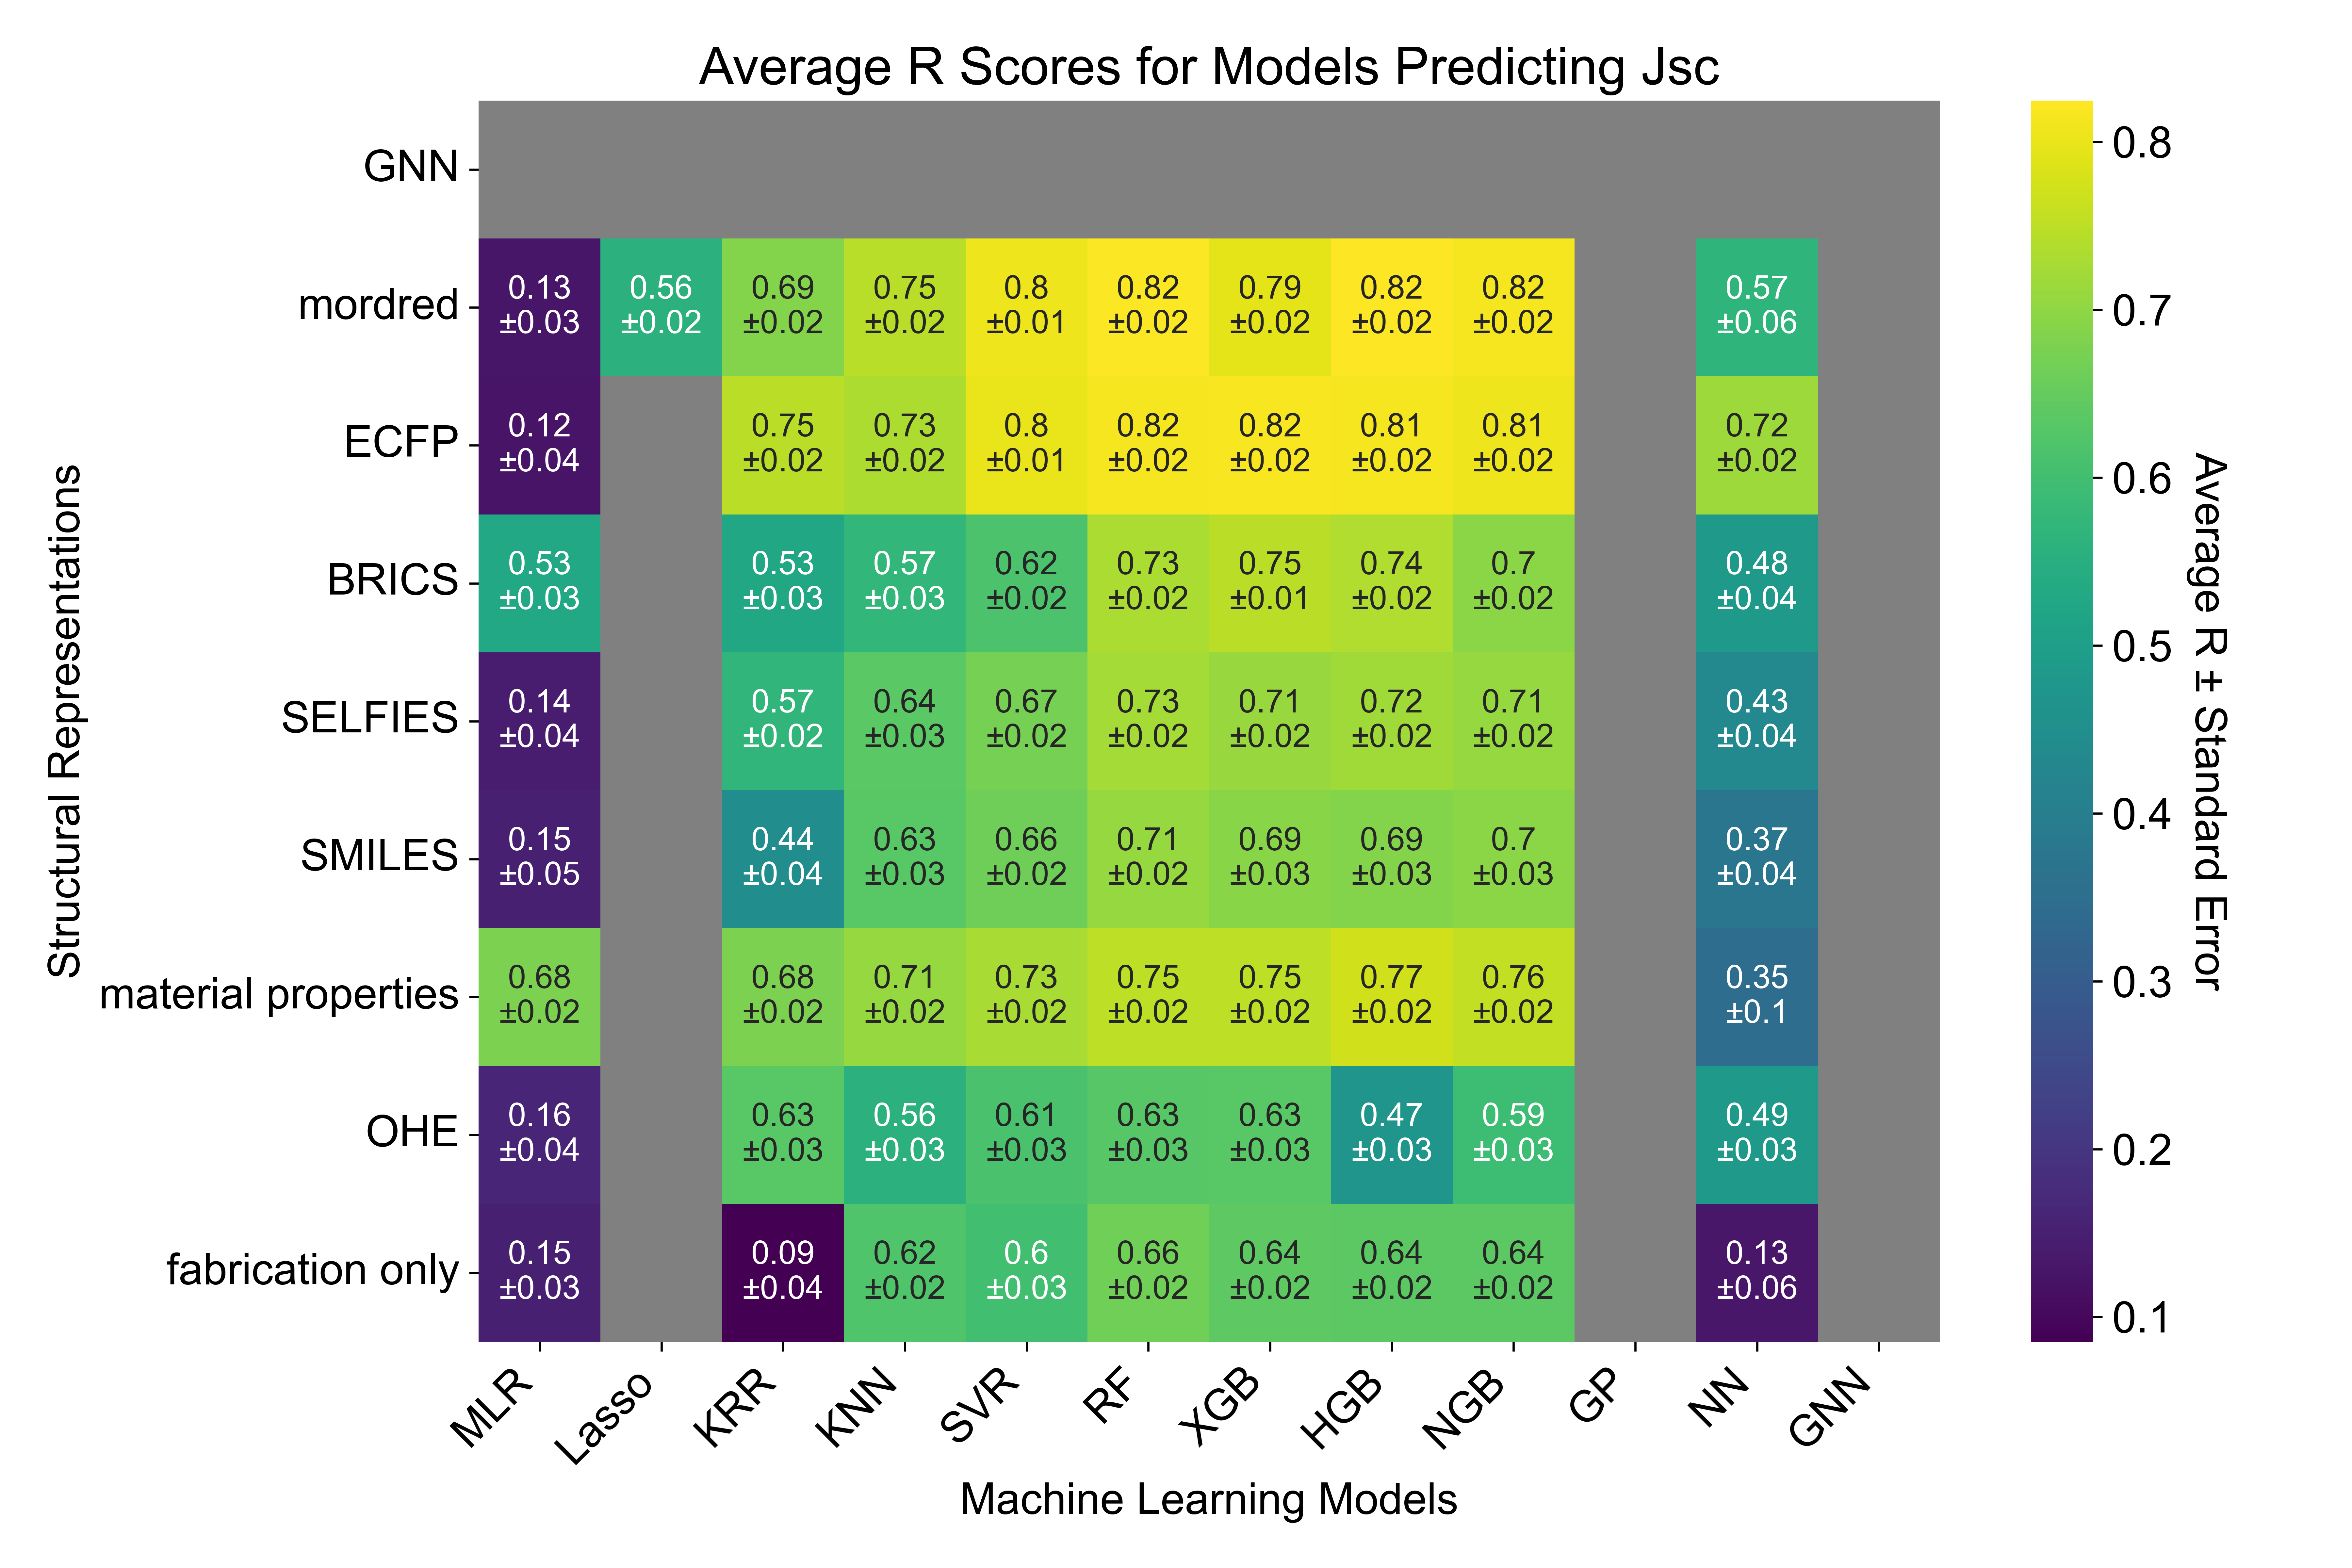 Average R Scores for Models Predicting Jsc
Structural Representations
GNN
mordred
0.13 0.56 0.69 0.75 0.8 0.82 0.79 0.82 0.82 0.57
±0.03 ±0.02 ±0.02 ±0.02 ±0.01 ±0.02 ±0.02 ±0.02 ±0.02 ±0.06
ECFP
0.12 0.75 0.73 0.8 0.82 0.82 0.81 0.81 0.72
±0.04 ±0.02 ±0.02 ±0.01 ±0.02 ±0.02 ±0.02 ±0.02 ±0.02
BRICS
0.53 0.53 0.57 0.62 0.73 0.75 0.74 0.7 0.48
±0.03 ±0.03 ±0.03 ±0.02 ±0.02 ±0.01 ±0.02 ±0.02 ±0.04
SELFIES
0.14 0.57 0.64 0.67 0.73 0.71 0.72 0.71 0.43
±0.04 ±0.02 ±0.03 ±0.02 ±0.02 ±0.02 ±0.02 ±0.02 ±0.04
SMILES
0.15 0.44 0.63 0.66 0.71 0.69 0.69 0.7 0.37
±0.05 ±0.04 ±0.03 ±0.02 ±0.02 ±0.03 ±0.03 ±0.03 ±0.04
material properties
0.68 0.68 0.71 0.73 0.75 0.75 0.77 0.76 0.35
±0.02 ±0.02 ±0.02 ±0.02 ±0.02 ±0.02 ±0.02 ±0.02 ±0.1
OHE
0.16 0.63 0.56 0.61 0.63 0.63 0.47 0.59 0.49
±0.04 ±0.03 ±0.03 ±0.03 ±0.03 ±0.03 ±0.03 ±0.03 ±0.03
fabrication only
0.15 0.09 0.62 0.6 0.66 0.64 0.64 0.64 0.13
±0.03 ±0.04 ±0.02 ±0.03 ±0.02 ±0.02 ±0.02 ±0.02 ±0.06
MLR Lasso KRR KNN SVR RF XGB HGB NGB GP NN GNN
Machine Learning Models
0.8
0.7
0.6
0.5
0.4
0.3
0.2
0.1
Average R ± Standard Error